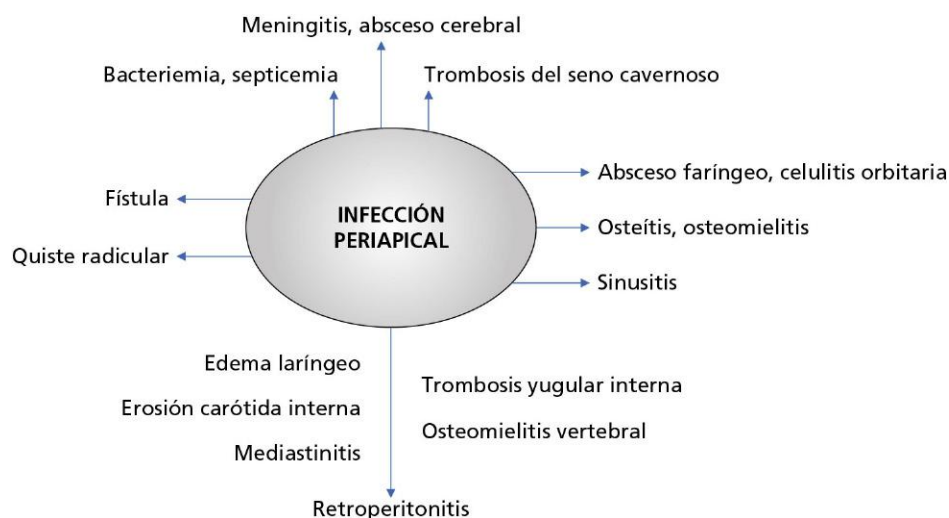 Meningitis, absceso cerebral
Bacteriemia, septicemia
Trombosis del seno cavernoso
Absceso faríngeo, celulitis orbitaria
Fístula
INFECCIÓN
PERIAPICAL
Osteítis, osteomielitis
Quiste radicular
Sinusitis
Edema laríngeo
Trombosis yugular interna
Erosión carótida interna
Osteomielitis vertebral
Mediastinitis
Retroperitonitis